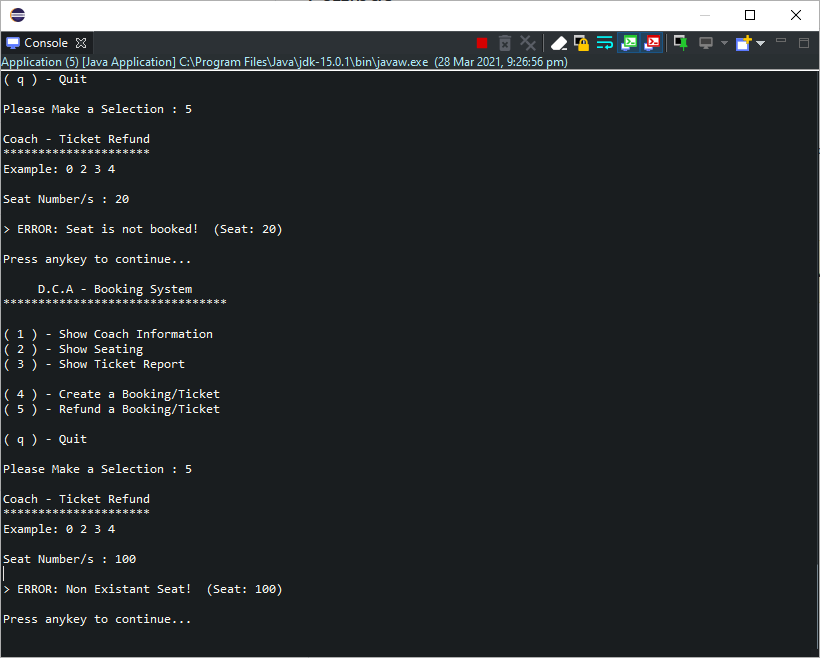 Console
Application (5) [Java Application] C:\Program Files\Java\jdk-15.0.1\bin\javaw.exe  (28 Mar 2021, 9:26:56 pm)
( q ) - Quit
Please Make a Selection : 5
Coach - Ticket Refund
*********************
Example: 0 2 3 4
Seat Number/s : 20
> ERROR: Seat is not booked!  (Seat: 20)
Press anykey to continue...
D.C.A - Booking System
********************************
( 1 ) - Show Coach Information
( 2 ) - Show Seating
( 3 ) - Show Ticket Report
( 4 ) - Create a Booking/Ticket
( 5 ) - Refund a Booking/Ticket
( q ) - Quit
Please Make a Selection : 5
Coach - Ticket Refund
*********************
Example: 0 2 3 4
Seat Number/s : 100
> ERROR: Non Existant Seat!  (Seat: 100)
Press anykey to continue...